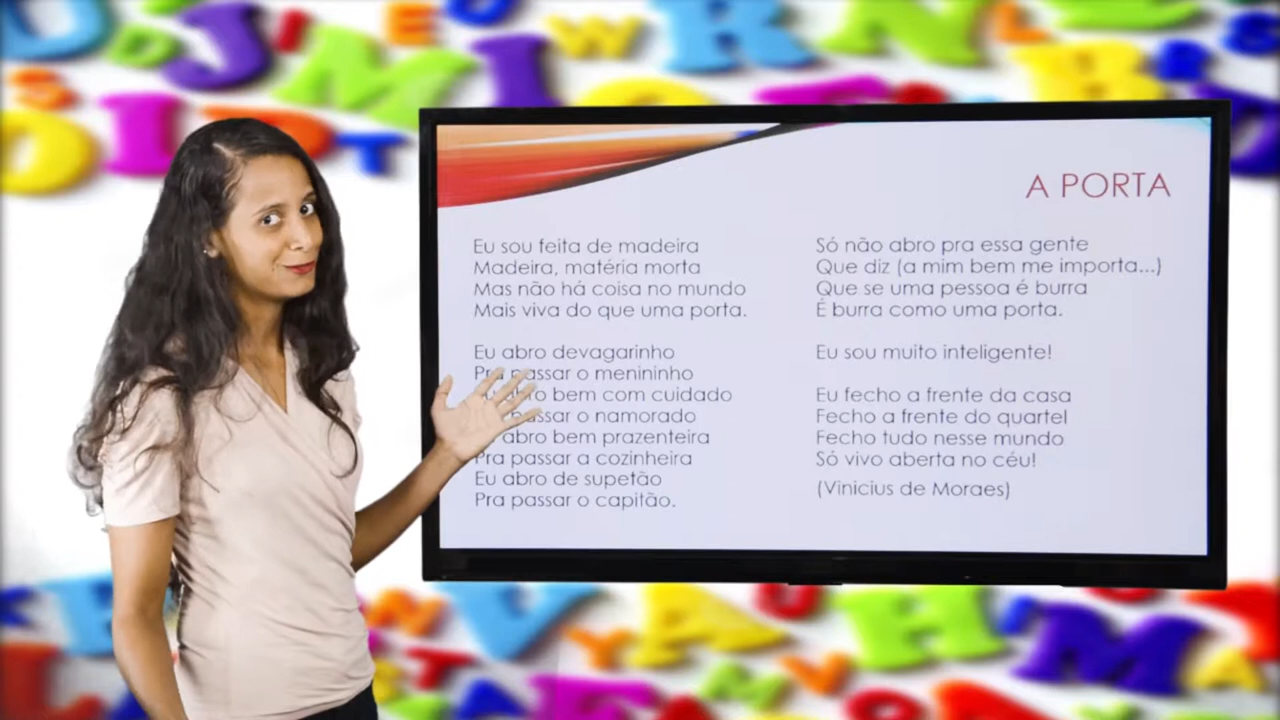 A PORTA
Eu sou feita de madeira
Madeira, matéria morta
Mas não há coisa no mundo
Mais viva do que uma porta.
Eu abro devagarinho
Pra passar o menininho
bem com cuidado
passar o namorado
abro bem prazenteira
Pra passar a cozinheira
Eu abro de supetão
Pra passar o capitão.
Só não abro pra essa gente
Que diz (a mim bem me importa...)
Que se uma pessoa é burra
É burra como uma porta.
Eu sou muito inteligente!
Eu fecho a frente da casa
Fecho a frente do quartel
Fecho tudo nesse mundo
Só vivo aberta no céu!
(Vinicius de Moraes)